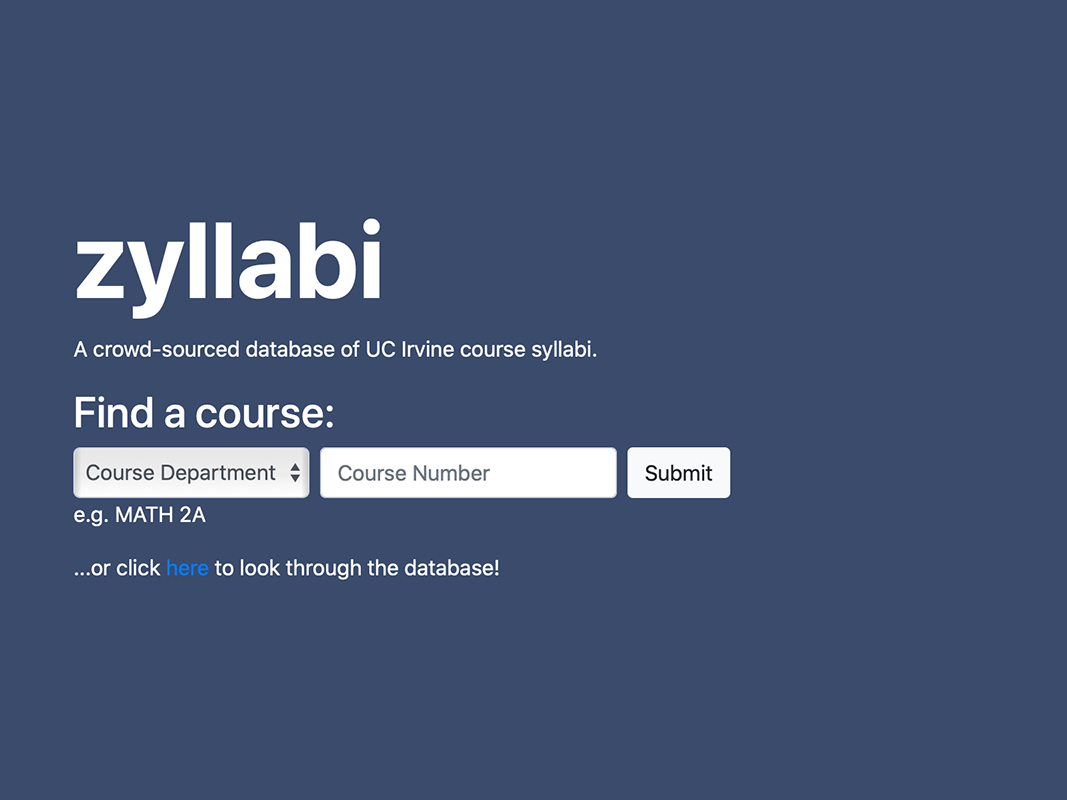 zyllabi
A crowd-sourced database of UC Irvine course syllabi.
Find a course:
Course Department Course Number Submit
e.g. MATH 2A
...or click here to look through the database!